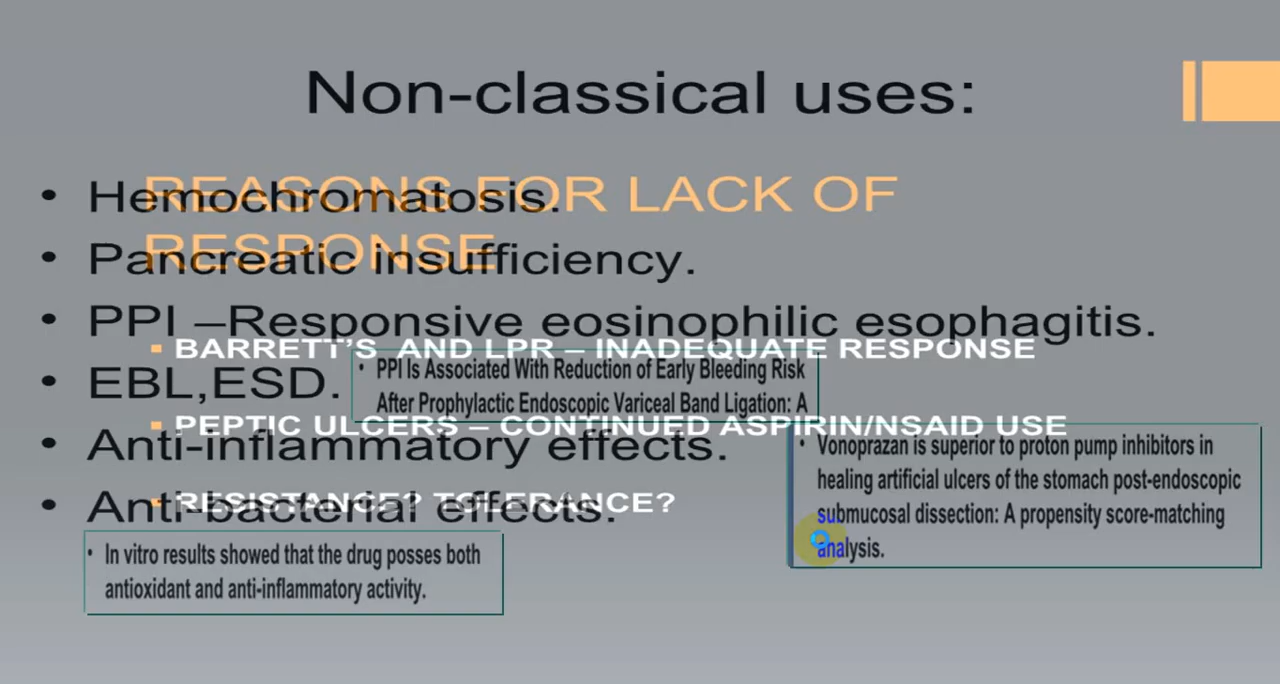 Non-classical uses:
• Hemochromatosis.
• Pancreatic insufficiency.
• PPI –Responsive eosinophilic esophagitis.
• EBL,ESD.
• PPI Is Associated With Reduction of Early Bleeding Risk
After Prophylactic Endoscopic Variceal Band Ligation: A
• Anti-inflammatory effects.
• Vonoprazan is superior to proton pump inhibitors in
healing artificial ulcers of the stomach post-endoscopic
submucosal dissection: A propensity score-matching
analysis.
• Anti-bacterial effects.
• In vitro results showed that the drug posses both
antioxidant and anti-inflammatory activity.
REASONS FOR LACK OF
RESPONSE
▪ BARRETT’S AND LPR – INADEQUATE RESPONSE
▪ PEPTIC ULCERS – CONTINUED ASPIRIN/NSAID USE
▪ RESISTANCE? TOLERANCE?